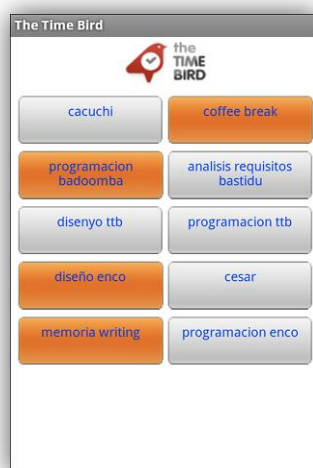 The Time Bird
the
TIME
BIRD
cacuchi
coffee break
programacion
badoomba
analisis requisitos
bastidu
disenyo ttb
programacion ttb
diseño enco
cesar
memoria writing
programacion enco